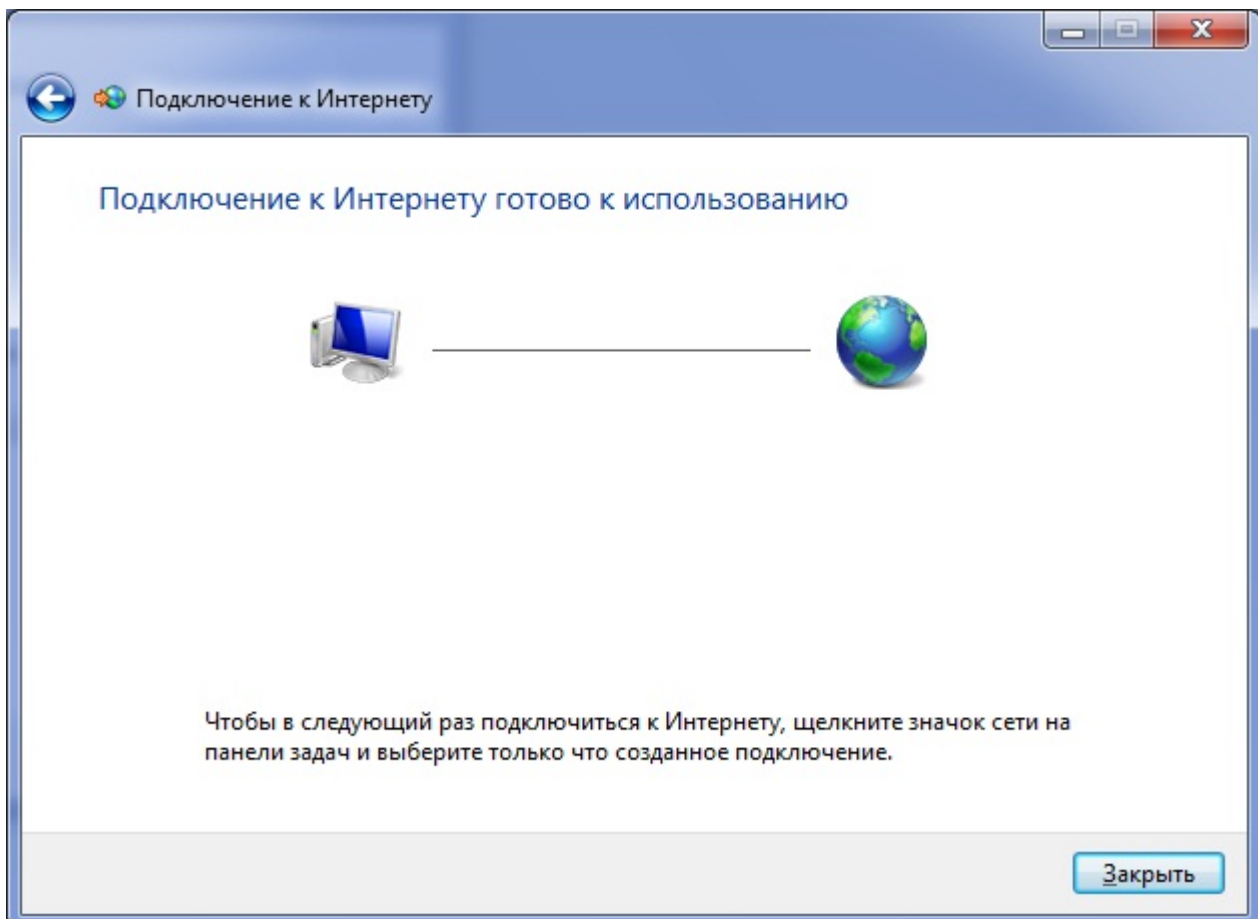 Подключение к Интернету
Подключение к Интернету готово к использованию
Чтобы в следующий раз подключиться к Интернету, щелкните значок сети на
панели задач и выберите только что созданное подключение.
Закрыть